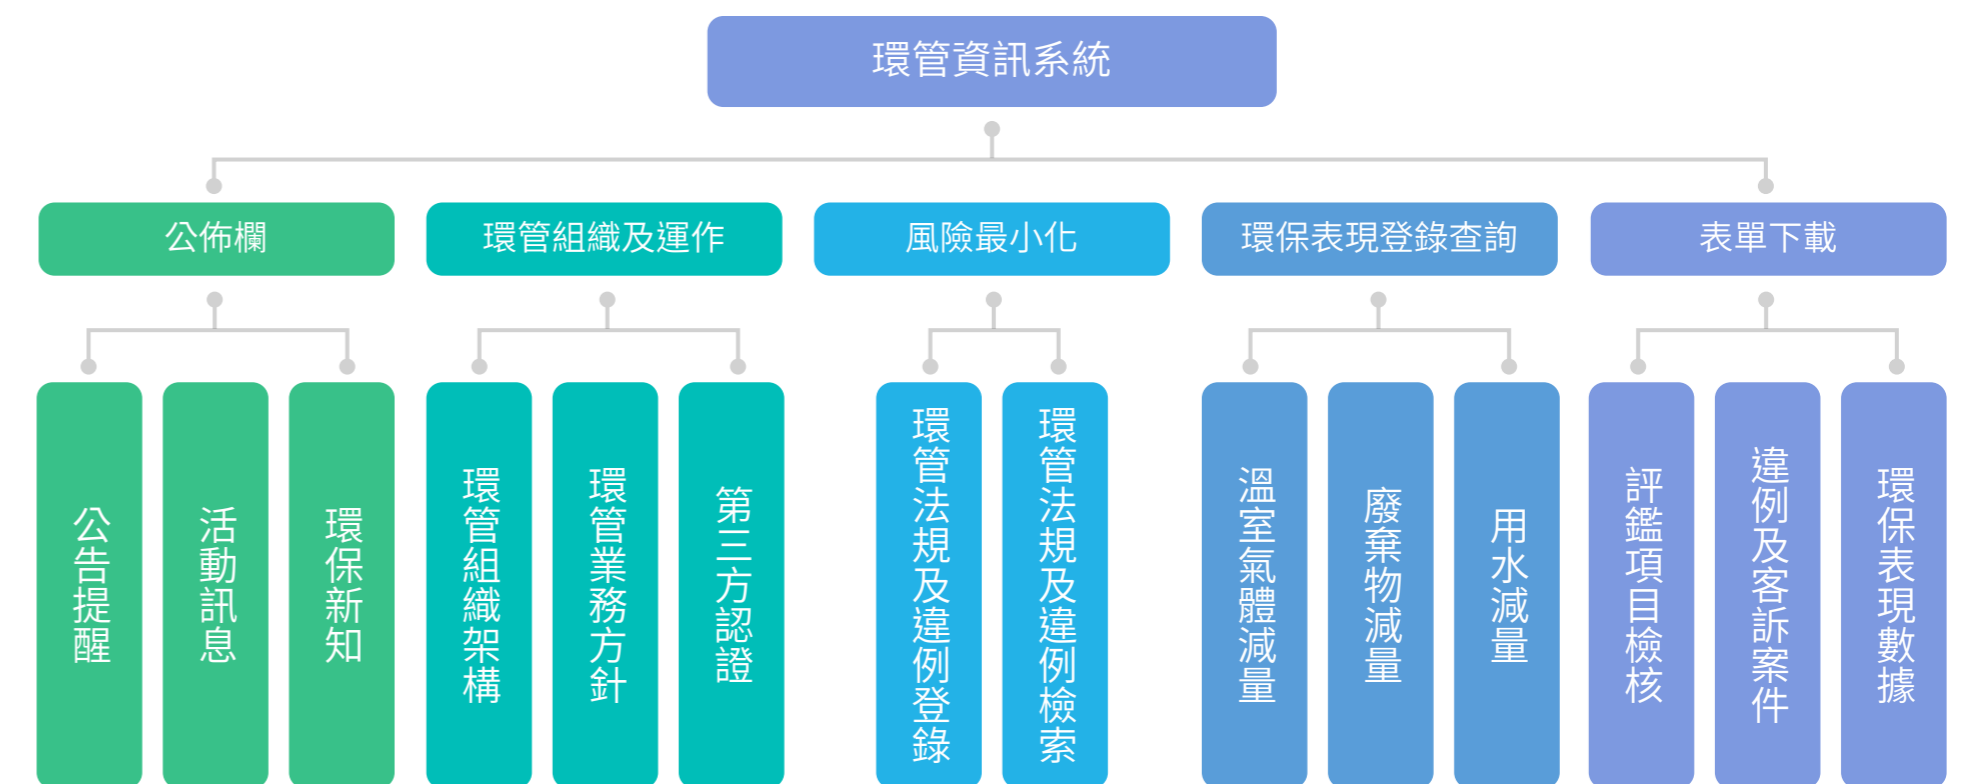 環管資訊系統
公佈欄
環管組織及運作
風險最小化
環保表現登錄查詢
表單下載
公告提醒
活動訊息
環保新知
環管組織架構
環管業務方針
第三方認證
環管法規及違例登錄
環管法規及違例檢索
溫室氣體減量
廢棄物減量
用水減量
評鑑項目檢核
違例及客訴案件
環保表現數據